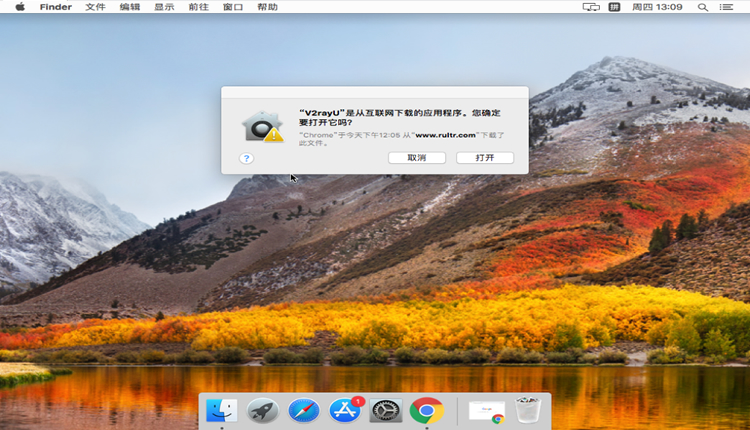 Finder 文件 编辑 显示 前往 窗口 帮助 拼 周四 13:09
“V2rayU”是从互联网下载的应用程序。您确定
要打开它吗?
“Chrome”于今天下午12:05 从“www.rultr.com”下载了
此文件。
? 取消 打开
1